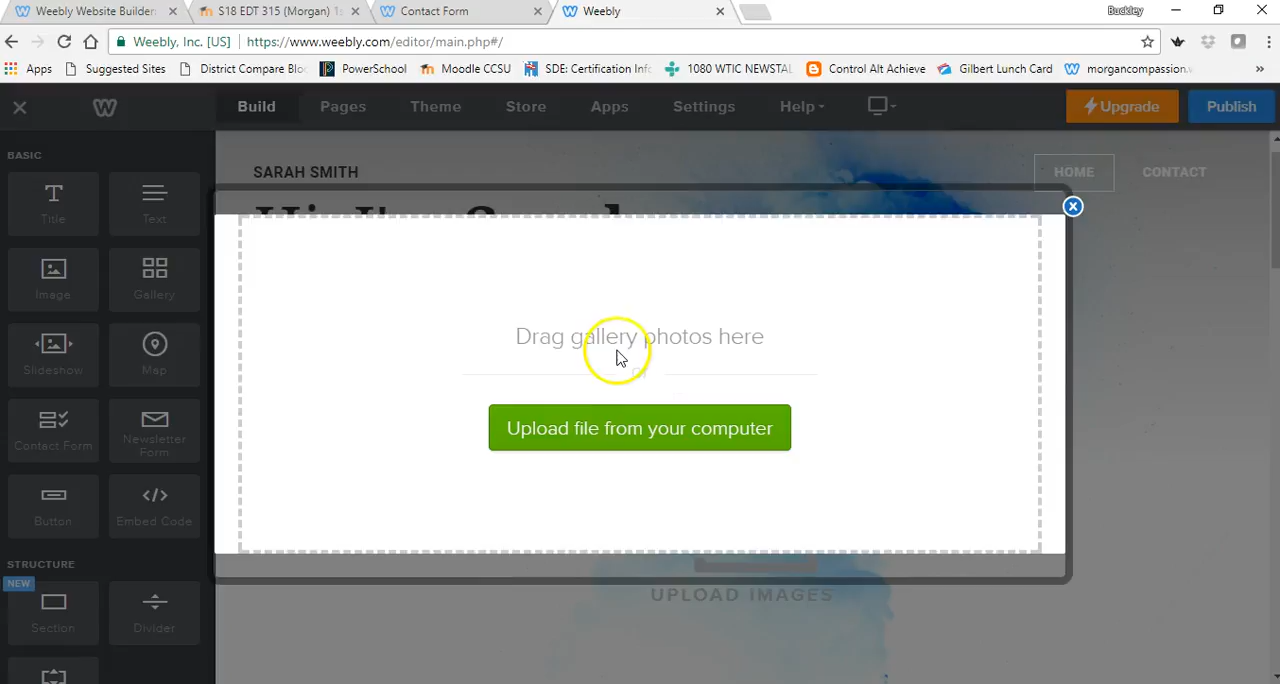 Weebly Website Builder
S18 EDT 315 (Morgan) 1s
Contact Form
Weebly
Buckley
Weebly, Inc. [US]
https://www.weebly.com/editor/main.php#/
Apps
Suggested Sites
District Compare Blo
PowerSchool
Moodle CCSU
SDE: Certification Inf
1080 WTIC NEWSTAL
Control Alt Achieve
Gilbert Lunch Card
morgancompassion.w
»
Build
Pages
Theme
Store
Apps
Settings
Help
Upgrade
Publish
BASIC
SARAH SMITH
HOME
CONTACT
Title
Text
Image
Gallery
Drag gallery photos here
or
Slideshow
Map
Upload file from your computer
Contact Form
Newsletter
Form
Button
Embed Code
STRUCTURE
NEW
UPLOAD IMAGES
Section
Divider